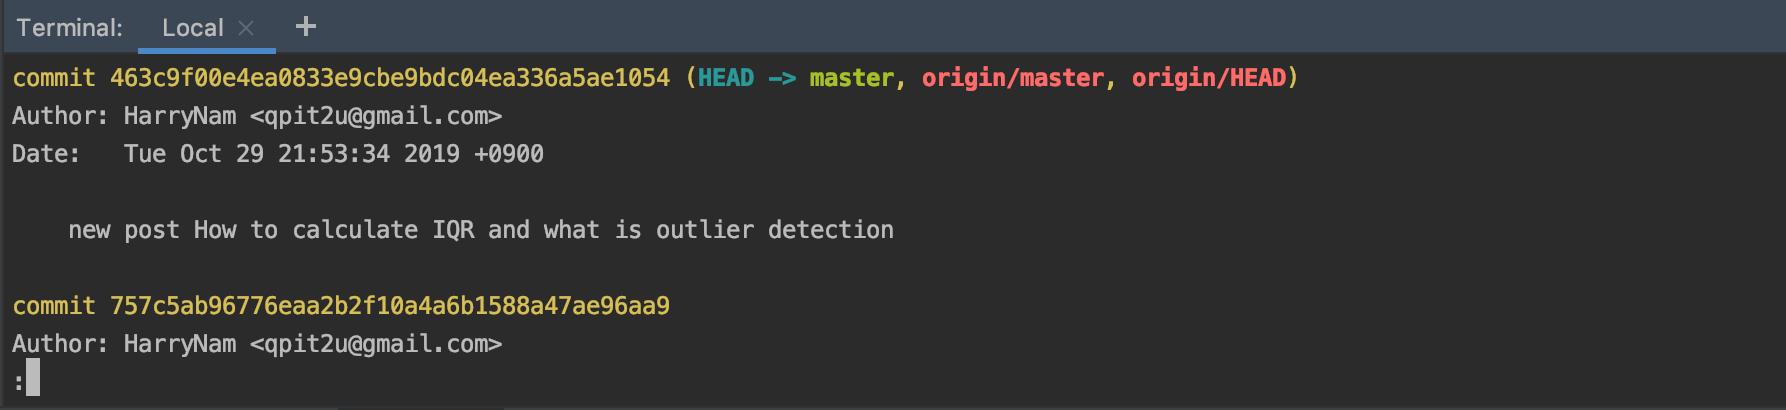 Terminal: Local × +
commit 463c9f00e4ea0833e9cbe9bdc04ea336a5ae1054 (HEAD -> master, origin/master, origin/HEAD)
Author: HarryNam <qpit2u@gmail.com>
Date:   Tue Oct 29 21:53:34 2019 +0900
    new post How to calculate IQR and what is outlier detection
commit 757c5ab96776eaa2b2f10a4a6b1588a47ae96aa9
Author: HarryNam <qpit2u@gmail.com>
: